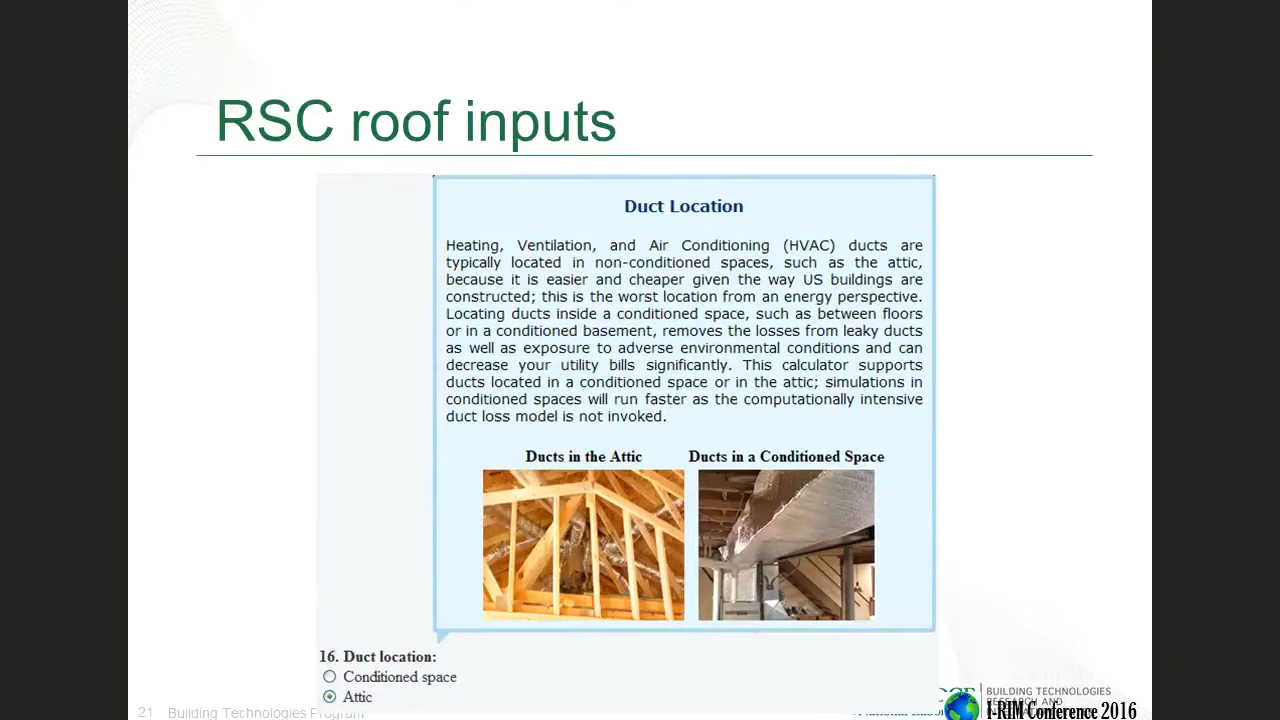 RSC roof inputs
Duct Location
Heating, Ventilation, and Air Conditioning (HVAC) ducts are
typically located in non-conditioned spaces, such as the attic,
because it is easier and cheaper given the way US buildings are
constructed; this is the worst location from an energy perspective.
Locating ducts inside a conditioned space, such as between floors
or in a conditioned basement, removes the losses from leaky ducts
as well as exposure to adverse environmental conditions and can
decrease your utility bills significantly. This calculator supports
ducts located in a conditioned space or in the attic; simulations in
conditioned spaces will run faster as the computationally intensive
duct loss model is not invoked.
Ducts in the Attic
Ducts in a Conditioned Space
16. Duct location:
Conditioned space
Attic
21 Building Technologies Program
BUILDING TECHNOLOGIES
RESEARCH AND
I-RIM Conference 2016